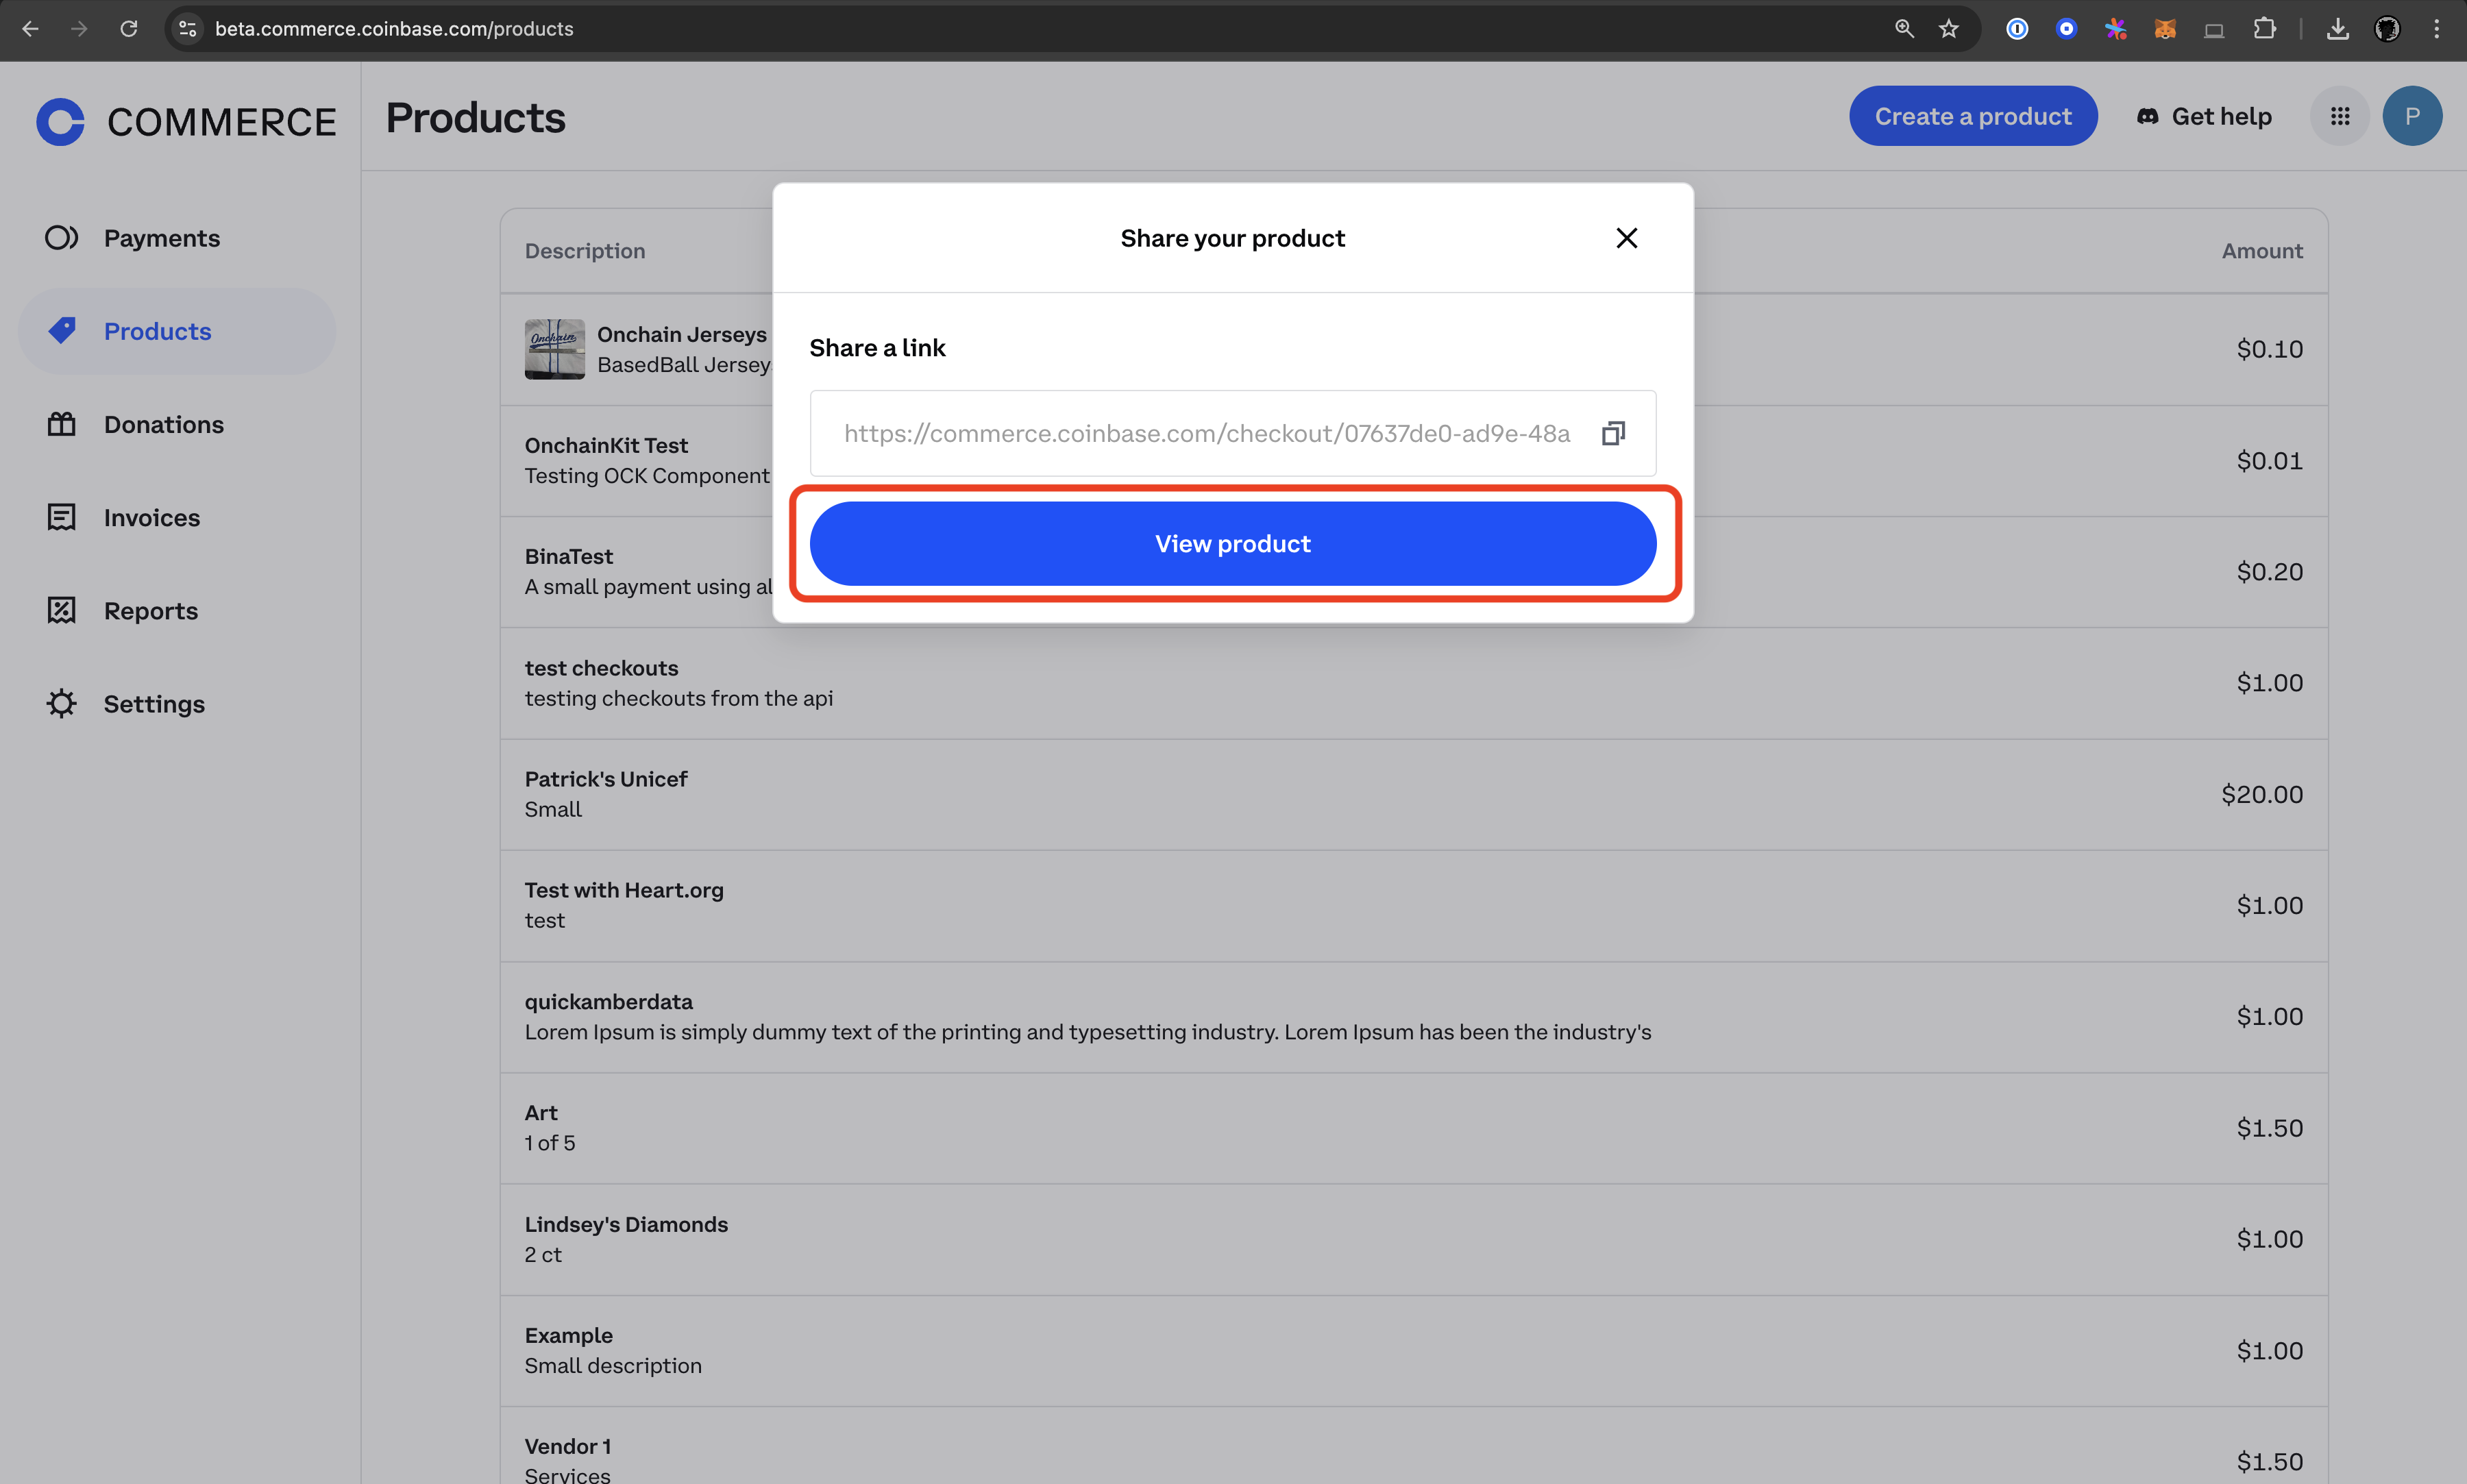 beta.commerce.coinbase.com/products
COMMERCE
Products
Create a product
Get help
P
Payments
Products
Donations
Invoices
Reports
Settings
Share your product
Share a link
https://commerce.coinbase.com/checkout/07637de0-ad9e-48a
View product
Description
Amount
Onchain
Onchain Jerseys
BasedBall Jersey
$0.10
OnchainKit Test
Testing OCK Component
$0.01
BinaTest
A small payment using al
$0.20
test checkouts
testing checkouts from the api
$1.00
Patrick's Unicef
Small
$20.00
Test with Heart.org
test
$1.00
quickamberdata
Lorem Ipsum is simply dummy text of the printing and typesetting industry. Lorem Ipsum has been the industry's
$1.00
Art
1 of 5
$1.50
Lindsey's Diamonds
2 ct
$1.00
Example
Small description
$1.00
Vendor 1
Services
$1.50